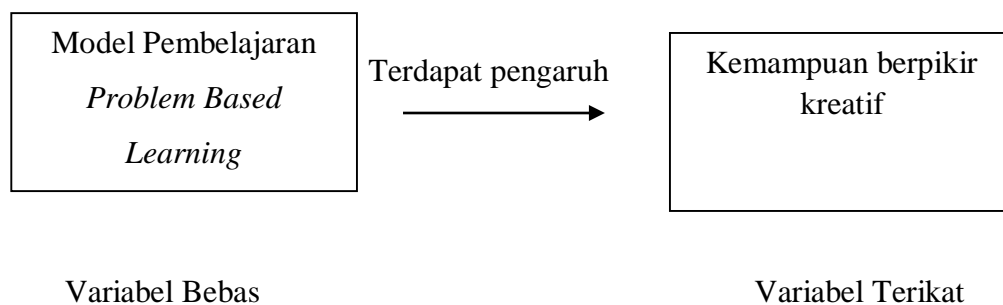 Model Pembelajaran
Problem Based
Learning
Terdapat pengaruh
Kemampuan berpikir
kreatif
Variabel Bebas
Variabel Terikat